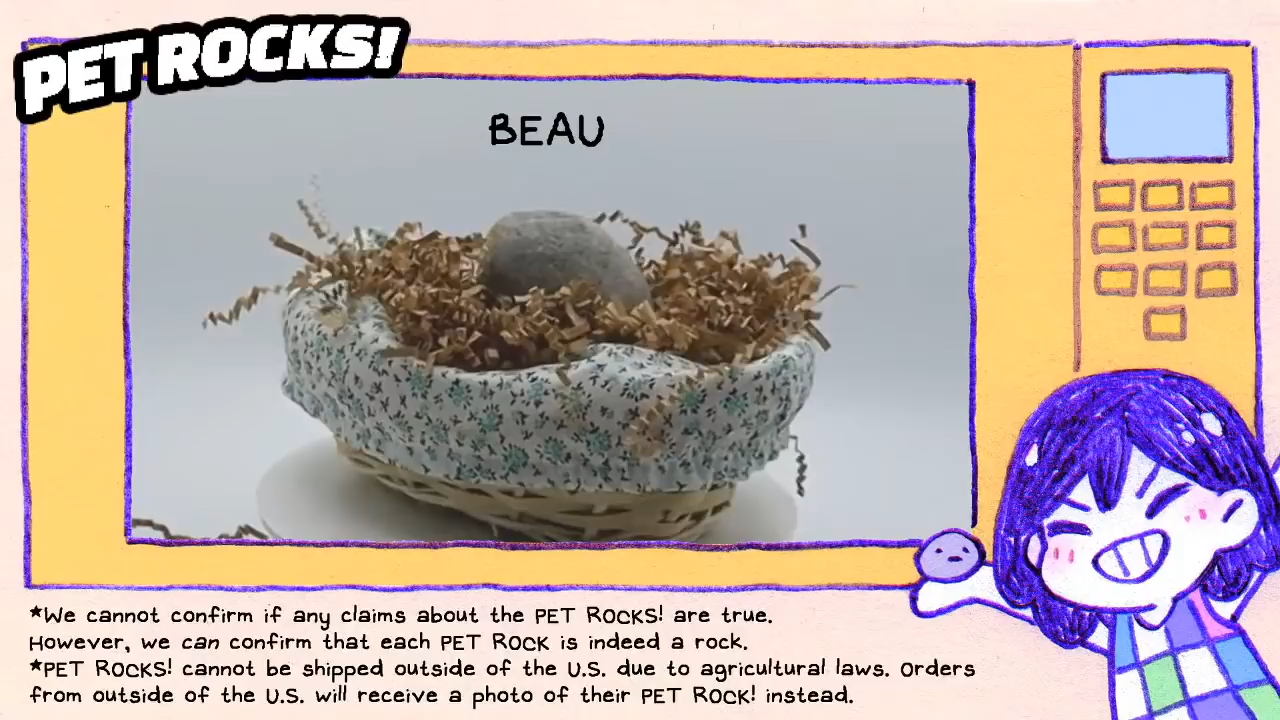 PET ROCKS!
BEAU
★We cannot confirm if any claims about the PET ROCKS! are true.
However, we can confirm that each PET ROCK is indeed a rock.
★PET ROCKS! cannot be shipped outside of the U.S. due to agricultural laws. Orders
from outside of the U.S. will receive a photo of their PET ROCK! instead.